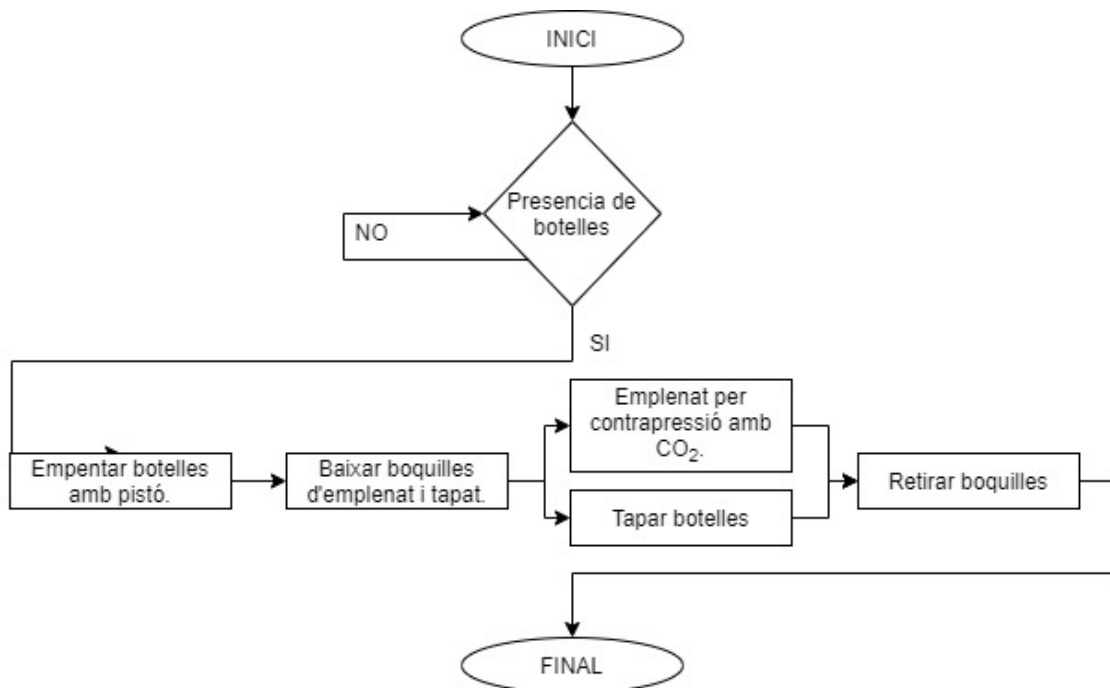 INICI
Presencia de
botelles
NO
SI
Empentar botelles
amb pistó.
Baixar boquilles
d'emplenat i tapat.
Emplenat per
contrapressió amb
CO₂.
Tapar botelles
Retirar boquilles
FINAL